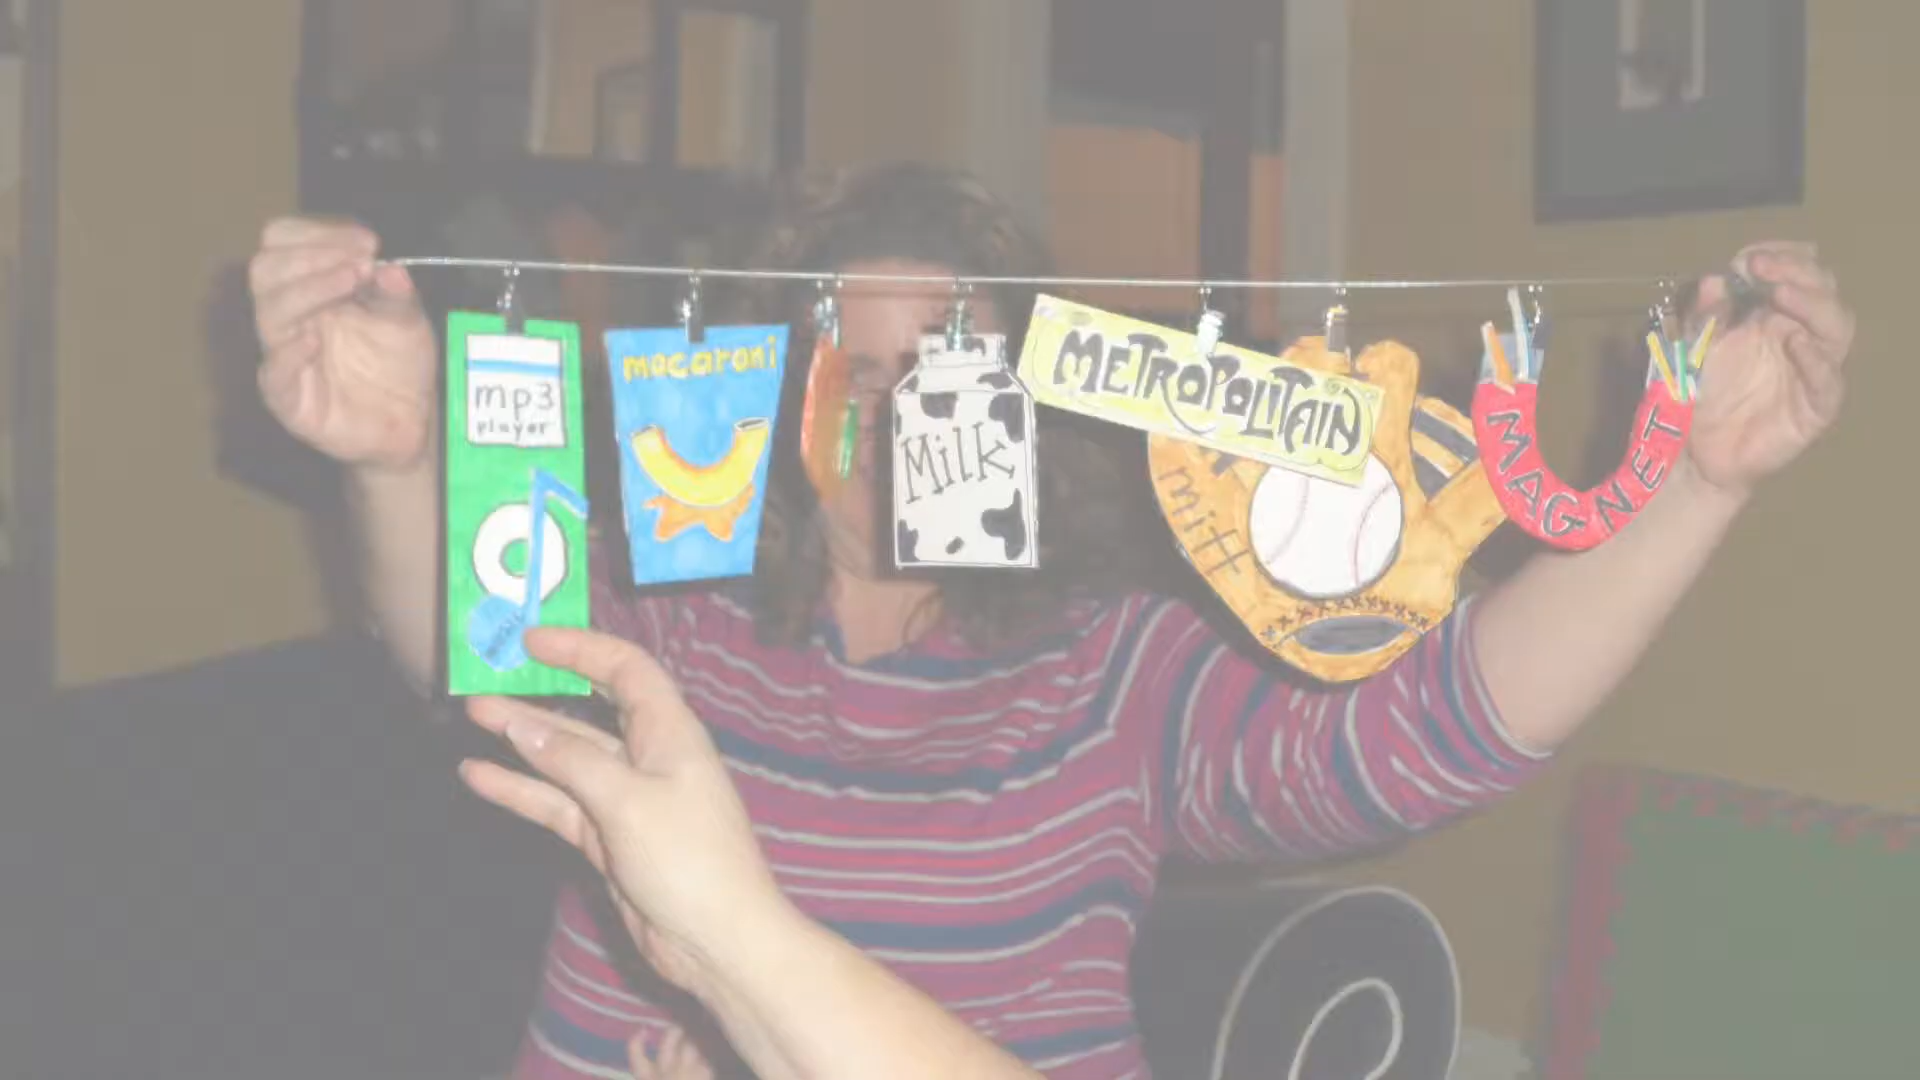 mp3
player
macaroni
Milk
METROPOLITAIN
mitt
MAGNET